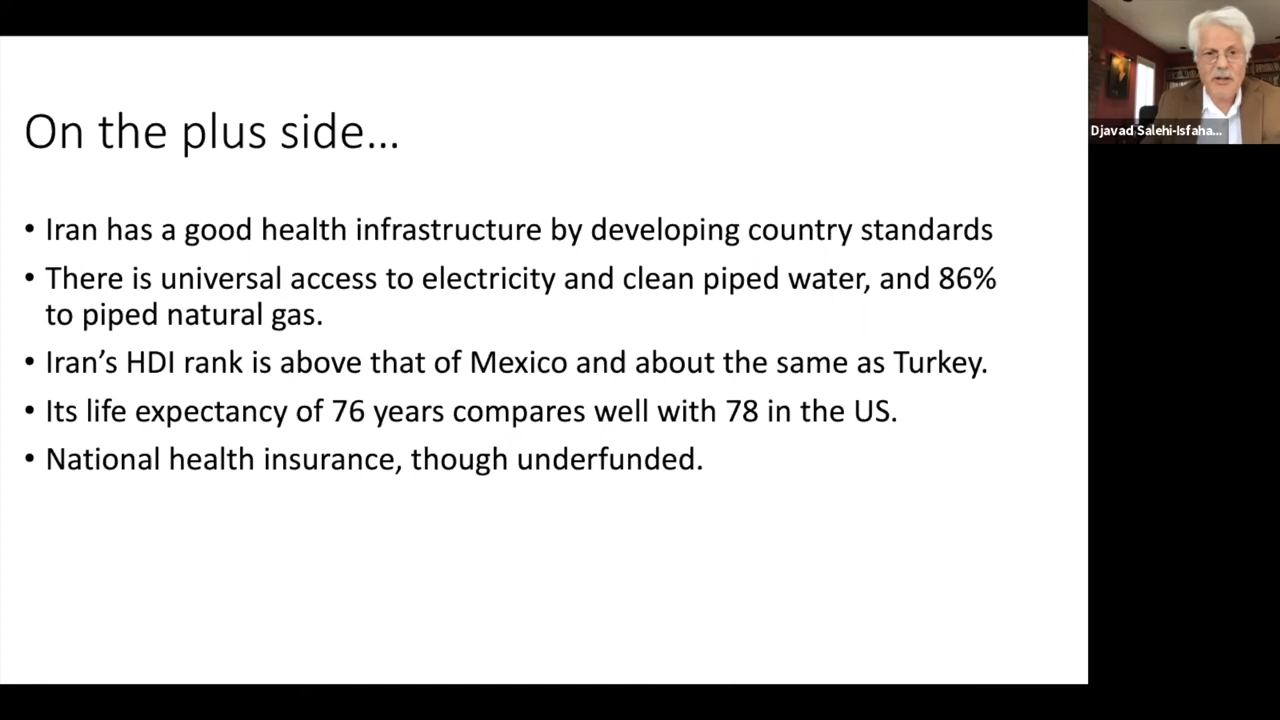 On the plus side...
• Iran has a good health infrastructure by developing country standards
• There is universal access to electricity and clean piped water, and 86%
to piped natural gas.
• Iran’s HDI rank is above that of Mexico and about the same as Turkey.
• Its life expectancy of 76 years compares well with 78 in the US.
• National health insurance, though underfunded.
Djavad Salehi-Isfaha...